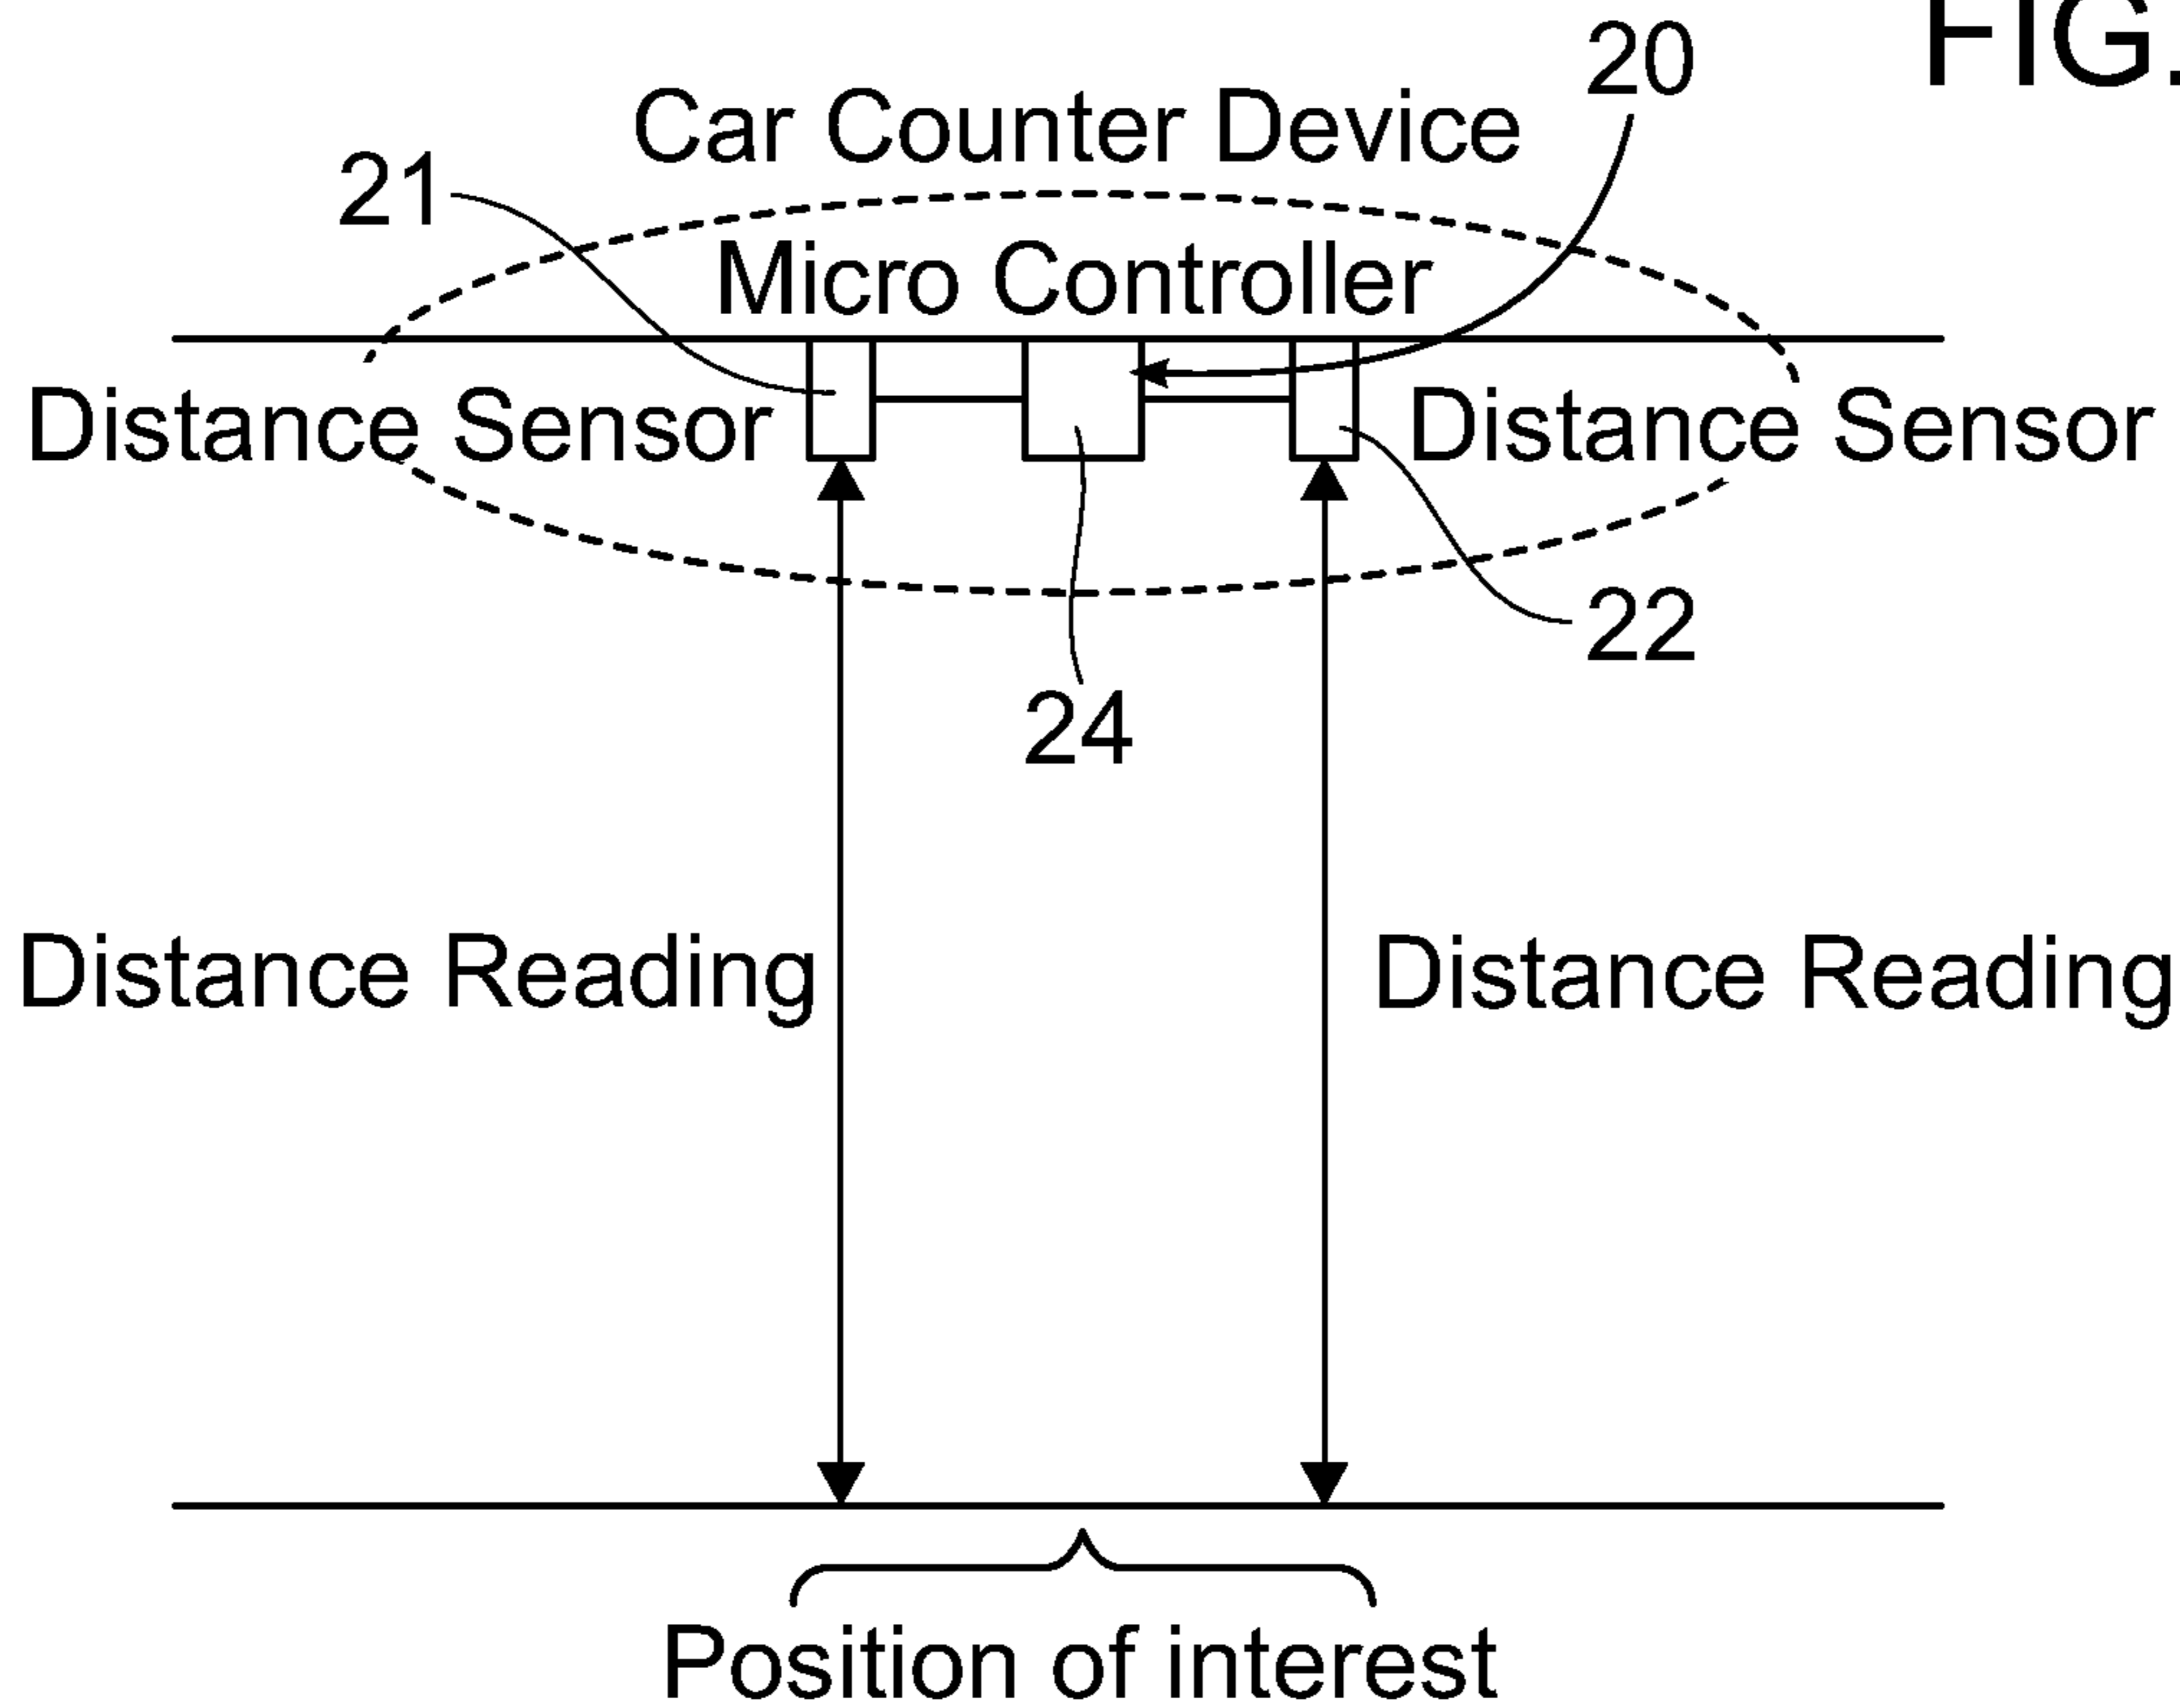 FIG.
20
Car Counter Device
21
Micro Controller
Distance Sensor
Distance Sensor
22
24
Distance Reading
Distance Reading
Position of interest